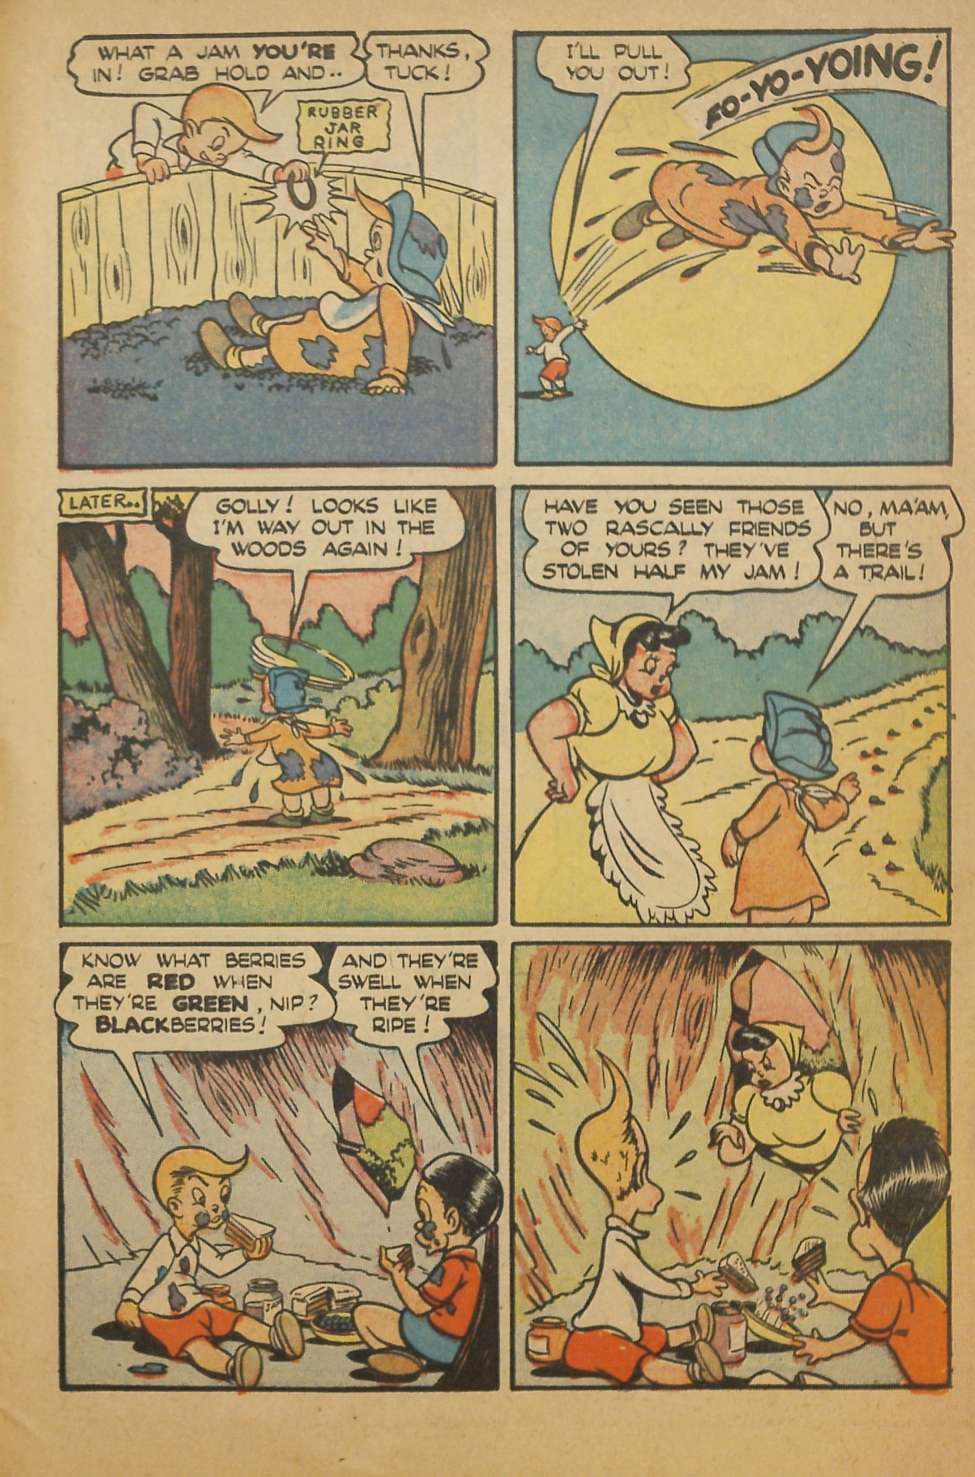 WHAT A JAM YOU'RE
IN! GRAB HOLD AND..
THANKS,
TUCK!
RUBBER
JAR
RING
I'LL PULL
YOU OUT!
FO-YO-YOING!
LATER..
GOLLY! LOOKS LIKE
I'M WAY OUT IN THE
WOODS AGAIN!
HAVE YOU SEEN THOSE
TWO RASCALLY FRIENDS
OF YOURS? THEY'VE
STOLEN HALF MY JAM!
NO, MA'AM,
BUT
THERE'S
A TRAIL!
KNOW WHAT BERRIES
ARE RED WHEN
THEY'RE GREEN, NIP?
BLACKBERRIES!
AND THEY'RE
SWELL WHEN
THEY'RE
RIPE!
JAM